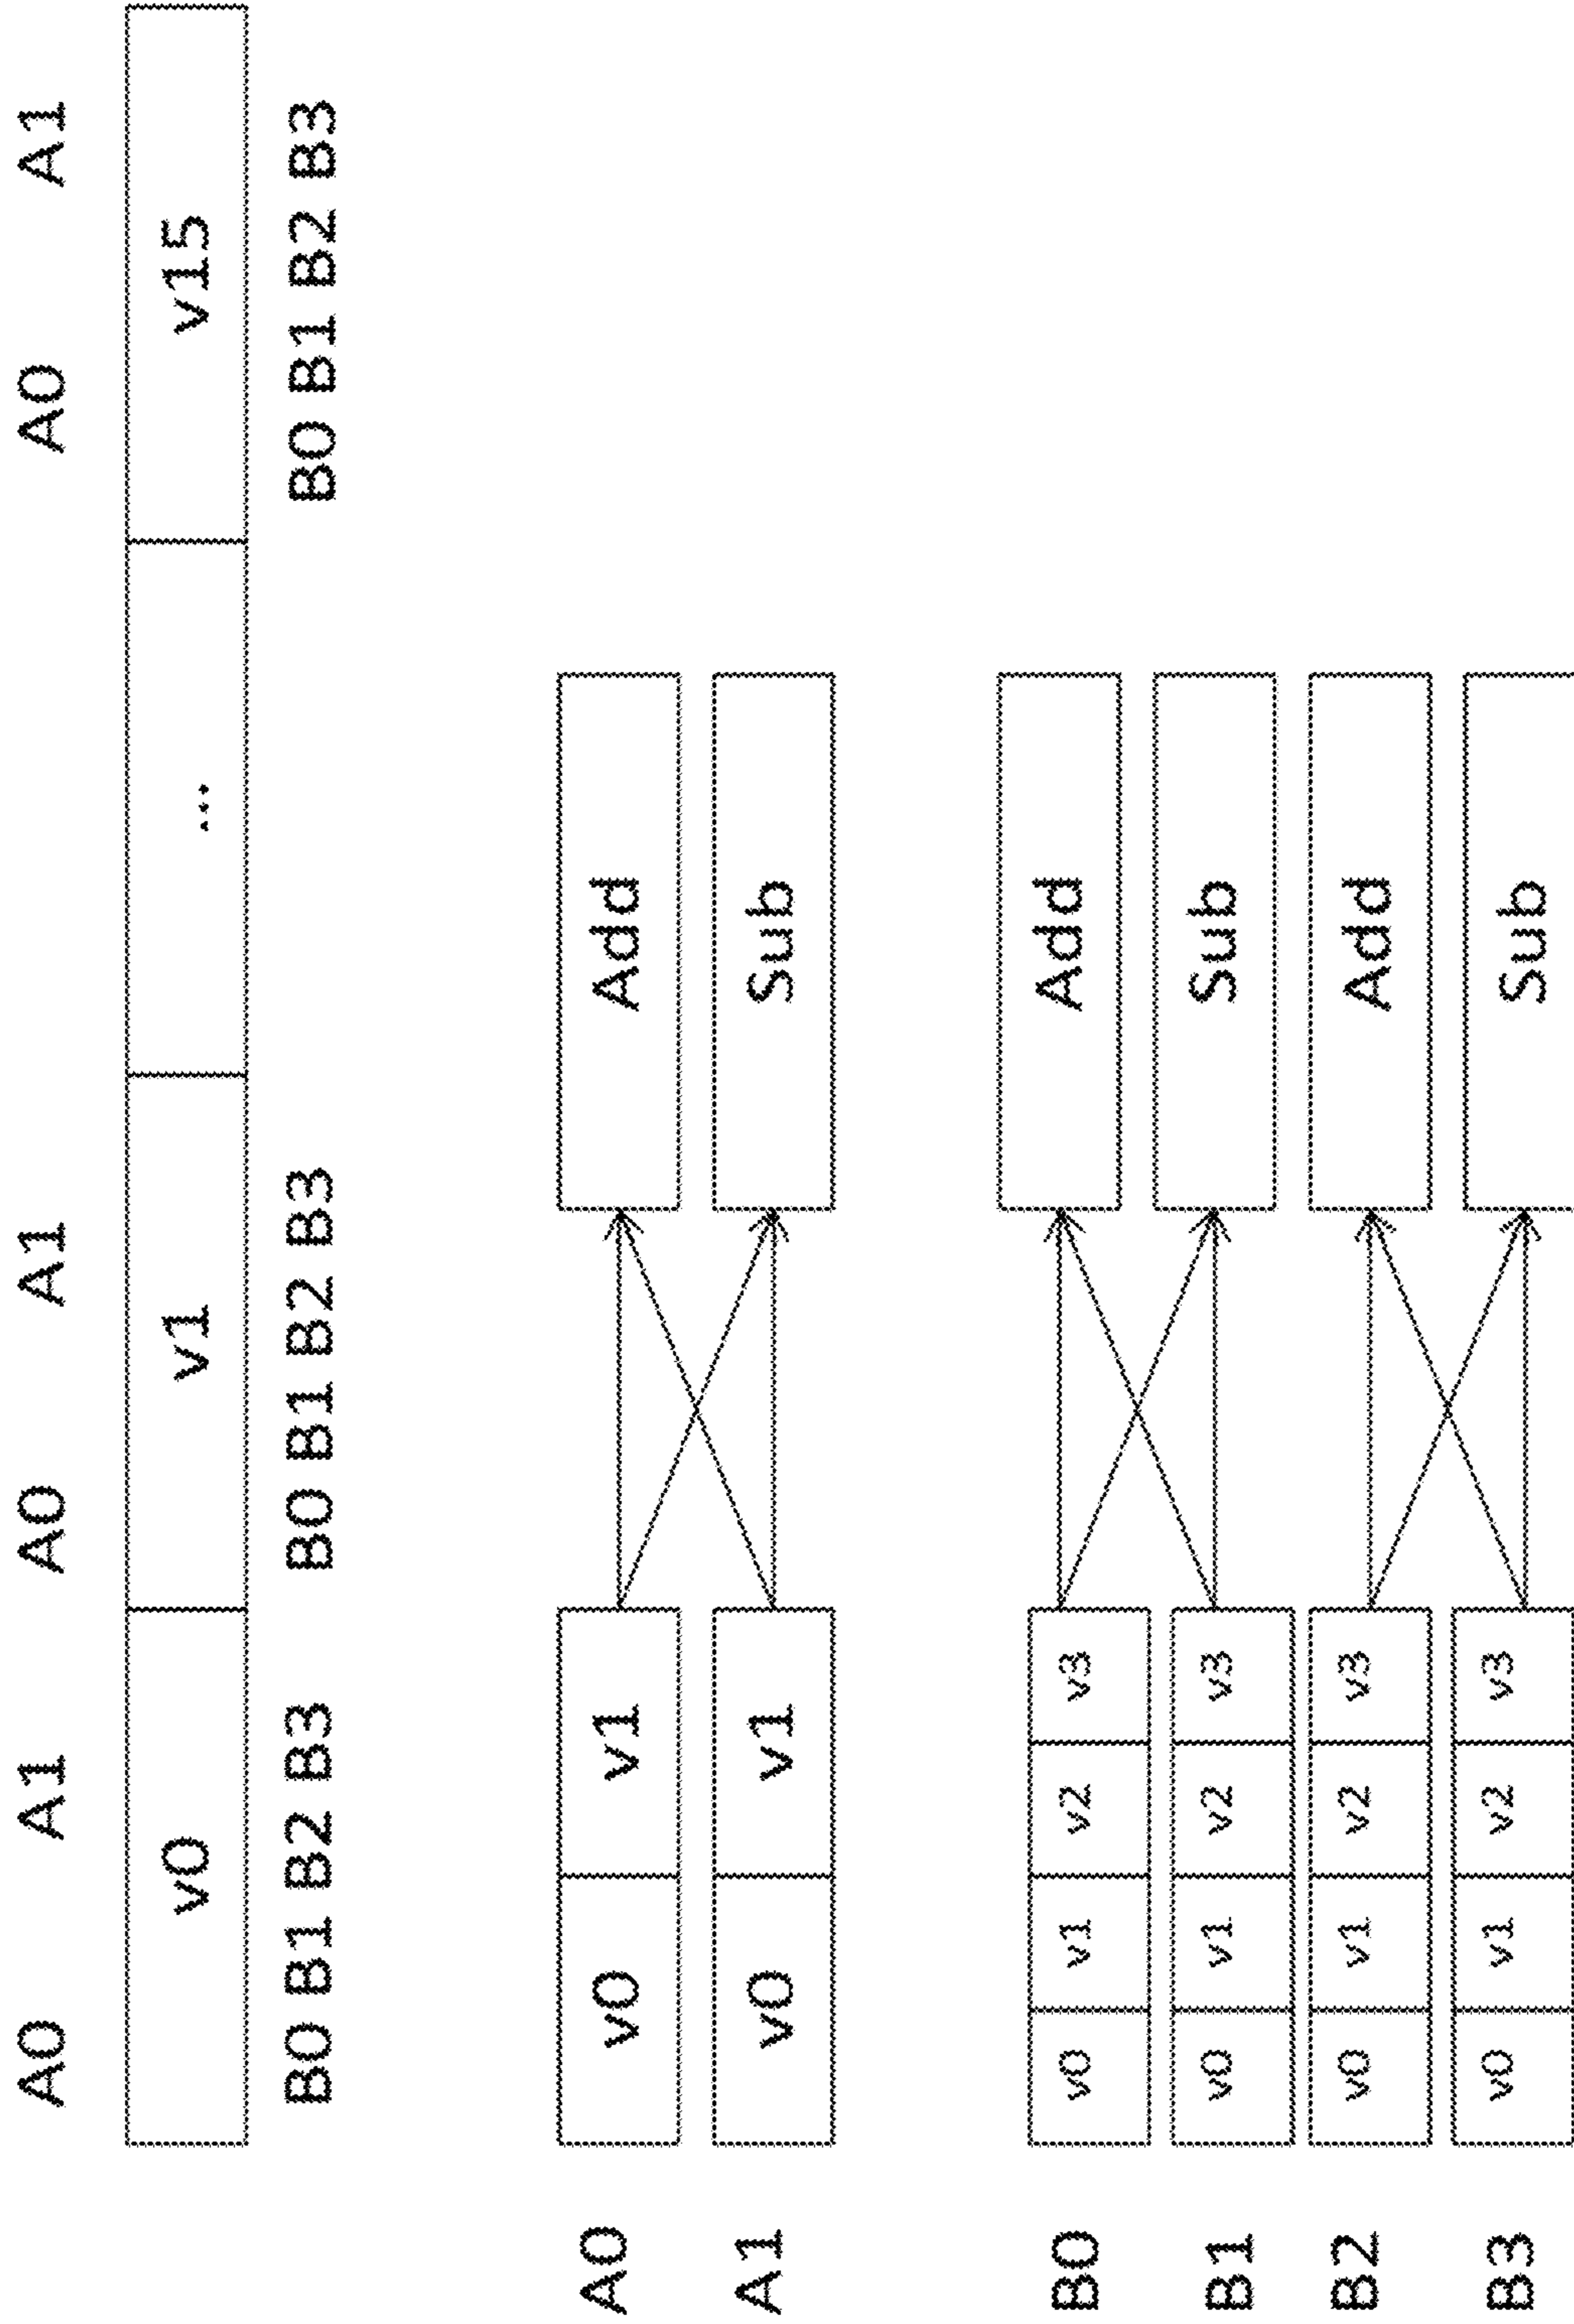 A0 A1 A0 A1 A0 A1
v0 v1 ... v15
B0 B1 B2 B3 B0 B1 B2 B3 B0 B1 B2 B3
A0 v0 v1 Add
A1 v0 v1 Sub
B0 v0 v1 v2 v3 Add
B1 v0 v1 v2 v3 Sub
B2 v0 v1 v2 v3 Add
B3 v0 v1 v2 v3 Sub